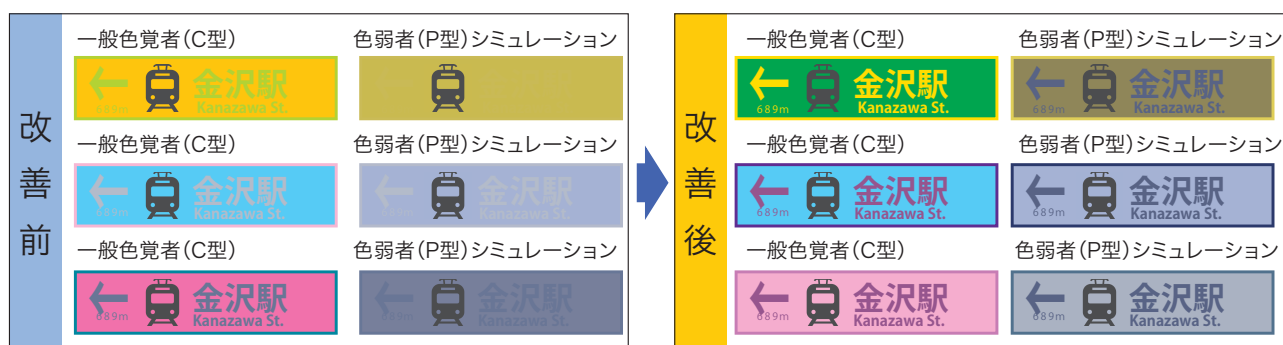 改善前
一般色覚者(C型)
色弱者(P型)シミュレーション
金沢駅
Kanazawa St.
689m
一般色覚者(C型)
色弱者(P型)シミュレーション
金沢駅
Kanazawa St.
689m
金沢駅
Kanazawa St.
689m
一般色覚者(C型)
色弱者(P型)シミュレーション
金沢駅
Kanazawa St.
689m
金沢駅
Kanazawa St.
689m
改善後
一般色覚者(C型)
色弱者(P型)シミュレーション
金沢駅
Kanazawa St.
689m
金沢駅
Kanazawa St.
689m
一般色覚者(C型)
色弱者(P型)シミュレーション
金沢駅
Kanazawa St.
689m
金沢駅
Kanazawa St.
689m
一般色覚者(C型)
色弱者(P型)シミュレーション
金沢駅
Kanazawa St.
689m
金沢駅
Kanazawa St.
689m